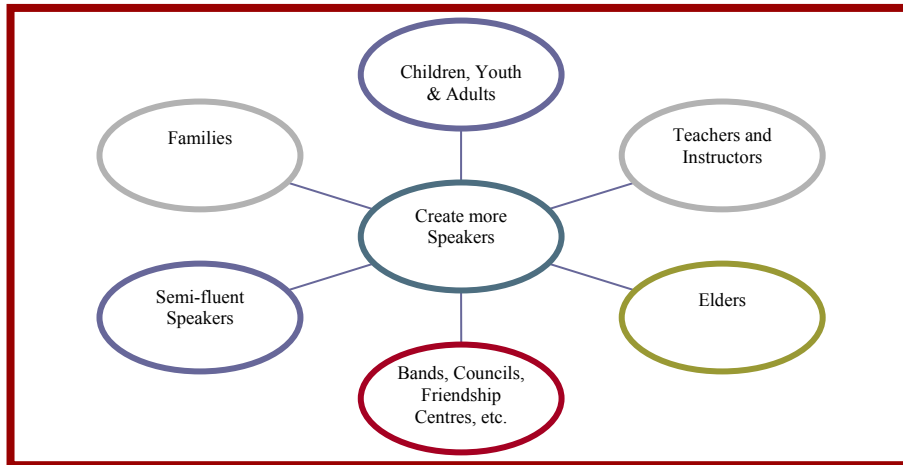 Children, Youth
& Adults
Families
Teachers and
Instructors
Create more
Speakers
Semi-fluent
Speakers
Elders
Bands, Councils,
Friendship
Centres, etc.